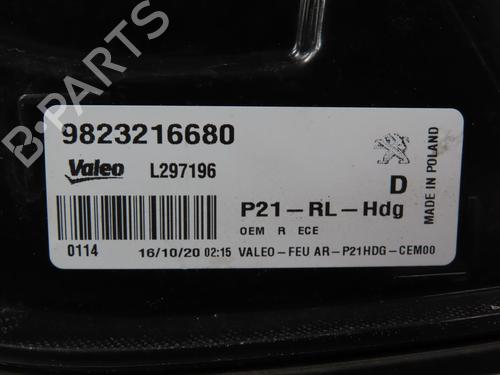 B-PARTS
9823216680
Valeo L297196
D
P21-RL-Hdg
OEM R ECE
0114 16/10/20 02:15 VALEO-FEU AR-P21HDG-CEM00
MADE IN POLAND